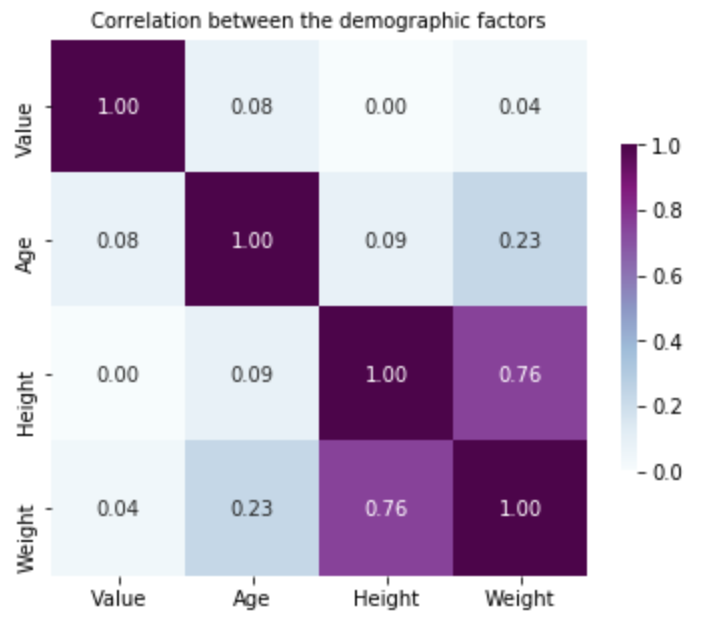 Correlation between the demographic factors
Value 1.00 0.08 0.00 0.04
Age 0.08 1.00 0.09 0.23
Height 0.00 0.09 1.00 0.76
Weight 0.04 0.23 0.76 1.00
Value Age Height Weight
1.0
0.8
0.6
0.4
0.2
0.0